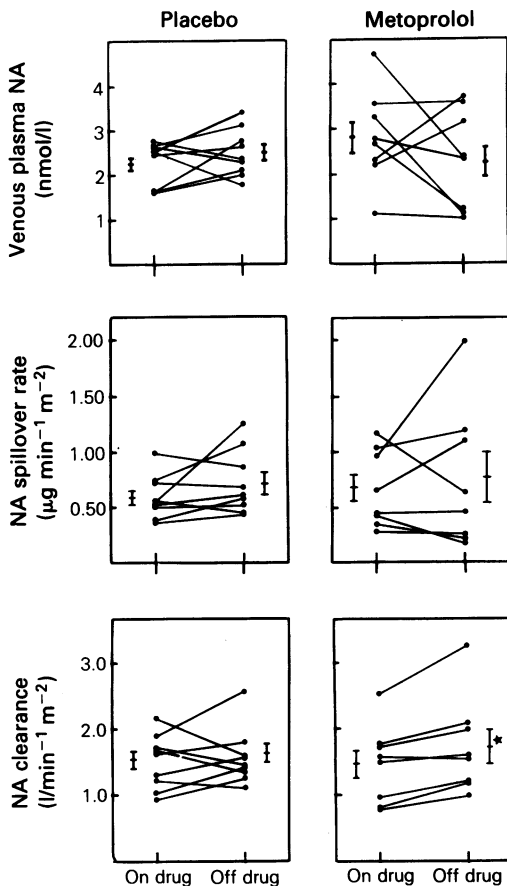 Placebo
Metoprolol
Venous plasma NA
(nmol/l)
4
3
2
1
NA spillover rate
(μg min⁻¹ m⁻²)
2.00
1.50
1.00
0.50
NA clearance
(l/min⁻¹ m⁻²)
3.0
2.0
1.0
*
On drug Off drug
On drug Off drug